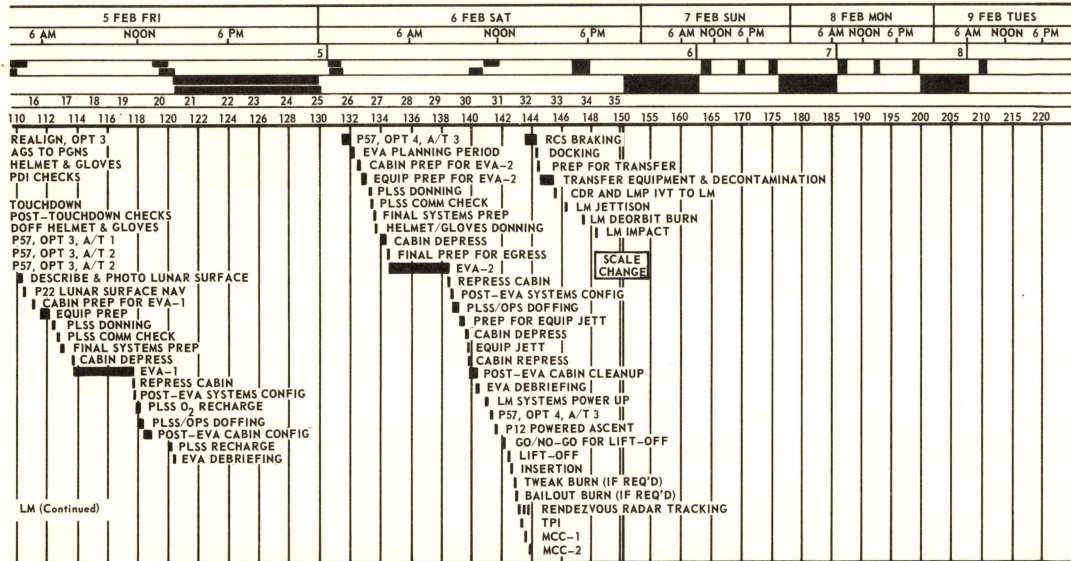 5 FEB FRI 6 FEB SAT 7 FEB SUN 8 FEB MON 9 FEB TUES
6 AM NOON 6 PM 6 AM NOON 6 PM 6 AM NOON 6 PM 6 AM NOON 6 PM 6 AM NOON 6 PM
5 6 7 8
16 17 18 19 20 21 22 23 24 25 26 27 28 29 30 32 33 34 35
110 112 114 116 118 120 122 124 126 130 132 134 136 138 140 142 144 146 148 150 155 160 165 170 175 180 185 190 195 200 205 210 215 220
REALIGN, OPT 3
AGS TO PGNS
HELMET & GLOVES
PDI CHECKS
TOUCHDOWN
POST-TOUCHDOWN CHECKS
DOFF HELMET & GLOVES
P57, OPT 3, A/T 1
P57, OPT 3, A/T 2
P57, OPT 3, A/T 2
DESCRIBE & PHOTO LUNAR SURFACE
P22 LUNAR SURFACE NAV
CABIN PREP FOR EVA-1
EQUIP PREP
PLSS DONNING
PLSS COMM CHECK
FINAL SYSTEMS PREP
CABIN DEPRESS
EVA-1
REPRESS CABIN
POST-EVA SYSTEMS CONFIG
PLSS O2 RECHARGE
PLSS/OPS DOFFING
POST-EVA CABIN CONFIG
PLSS RECHARGE
EVA DEBRIEFING
LM (Continued)
P57, OPT 4, A/T 3
EVA PLANNING PERIOD
CABIN PREP FOR EVA-2
EQUIP PREP FOR EVA-2
PLSS DONNING
PLSS COMM CHECK
FINAL SYSTEMS PREP
HELMET/GLOVES DONNING
CABIN DEPRESS
FINAL PREP FOR EGRESS
EVA-2
REPRESS CABIN
POST-EVA SYSTEMS CONFIG
PLSS/OPS DOFFING
PREP FOR EQUIP JETT
CABIN DEPRESS
EQUIP JETT
CABIN REPRESS
POST-EVA CABIN CLEANUP
EVA DEBRIEFING
LM SYSTEMS POWER UP
P57, OPT 4, A/T 3
P12 POWERED ASCENT
GO/NO-GO FOR LIFT-OFF
LIFT-OFF
INSERTION
TWEAK BURN (IF REQ'D)
BAILOUT BURN (IF REQ'D)
RENDEZVOUS RADAR TRACKING
TPI
MCC-1
MCC-2
RCS BRAKING
DOCKING
PREP FOR TRANSFER
TRANSFER EQUIPMENT & DECONTAMINATION
CDR AND LMP IVT TO LM
LM JETTISON
LM DEORBIT BURN
LM IMPACT
SCALE
CHANGE